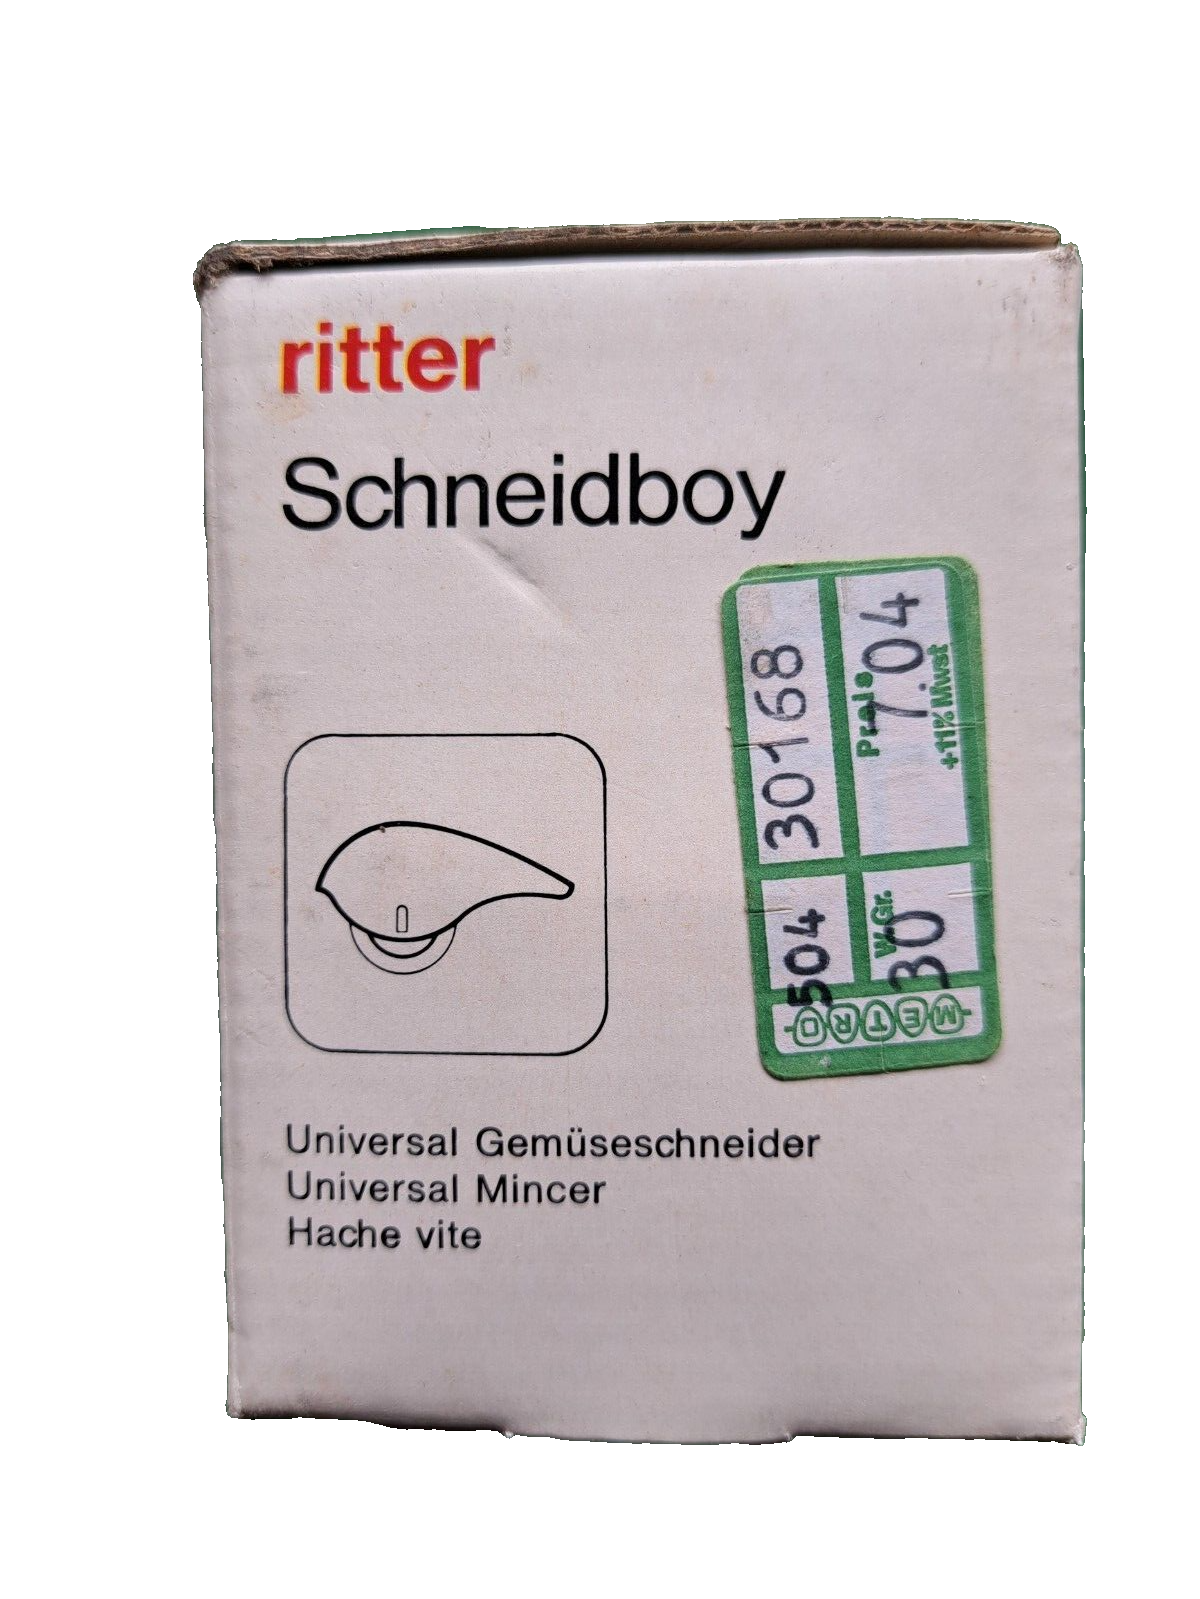 ritter
Schneidboy
504 30168
W.Gr. 30
Preis 7.04
+11% Mwst
METRO
Universal Gemüseschneider
Universal Mincer
Hache vite